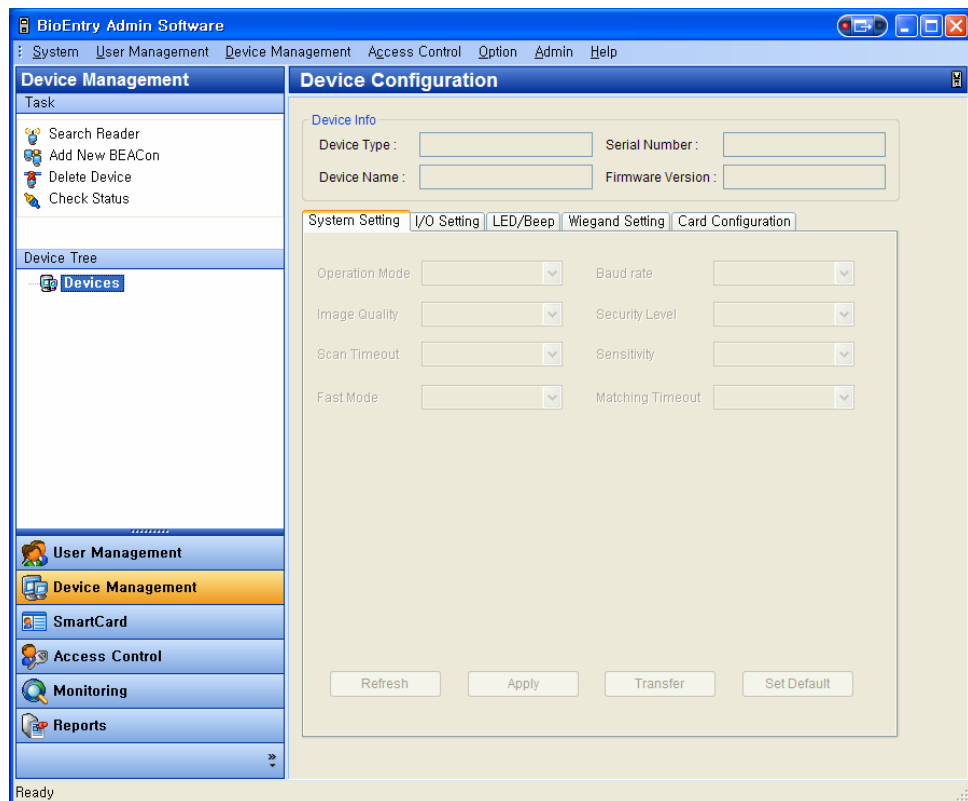 BioEntry Admin Software
System User Management Device Management Access Control Option Admin Help
Device Management
Task
Search Reader
Add New BEACon
Delete Device
Check Status
Device Tree
Devices
User Management
Device Management
SmartCard
Access Control
Monitoring
Reports
Device Configuration
Device Info
Device Type : Serial Number :
Device Name : Firmware Version :
System Setting I/O Setting LED/Beep Wiegand Setting Card Configuration
Operation Mode Baud rate
Image Quality Security Level
Scan Timeout Sensitivity
Fast Mode Matching Timeout
Refresh Apply Transfer Set Default
Ready